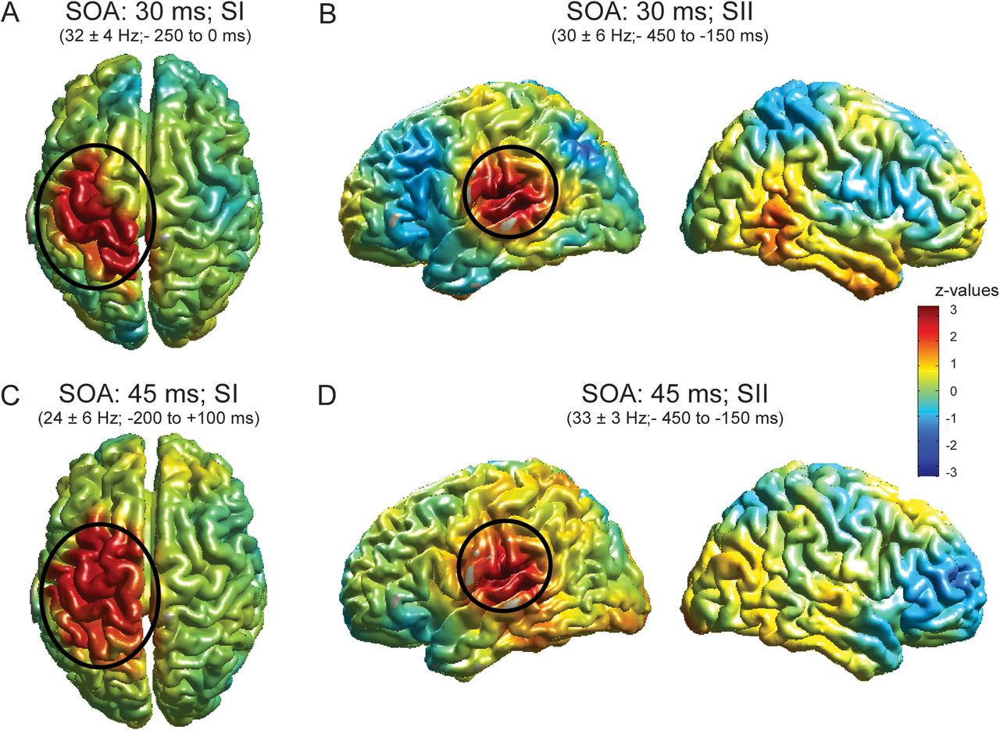 A
SOA: 30 ms; SI
(32 ± 4 Hz;- 250 to 0 ms)
B
SOA: 30 ms; SII
(30 ± 6 Hz;- 450 to -150 ms)
z-values
3
2
1
0
-1
-2
-3
C
SOA: 45 ms; SI
(24 ± 6 Hz; -200 to +100 ms)
D
SOA: 45 ms; SII
(33 ± 3 Hz;- 450 to -150 ms)